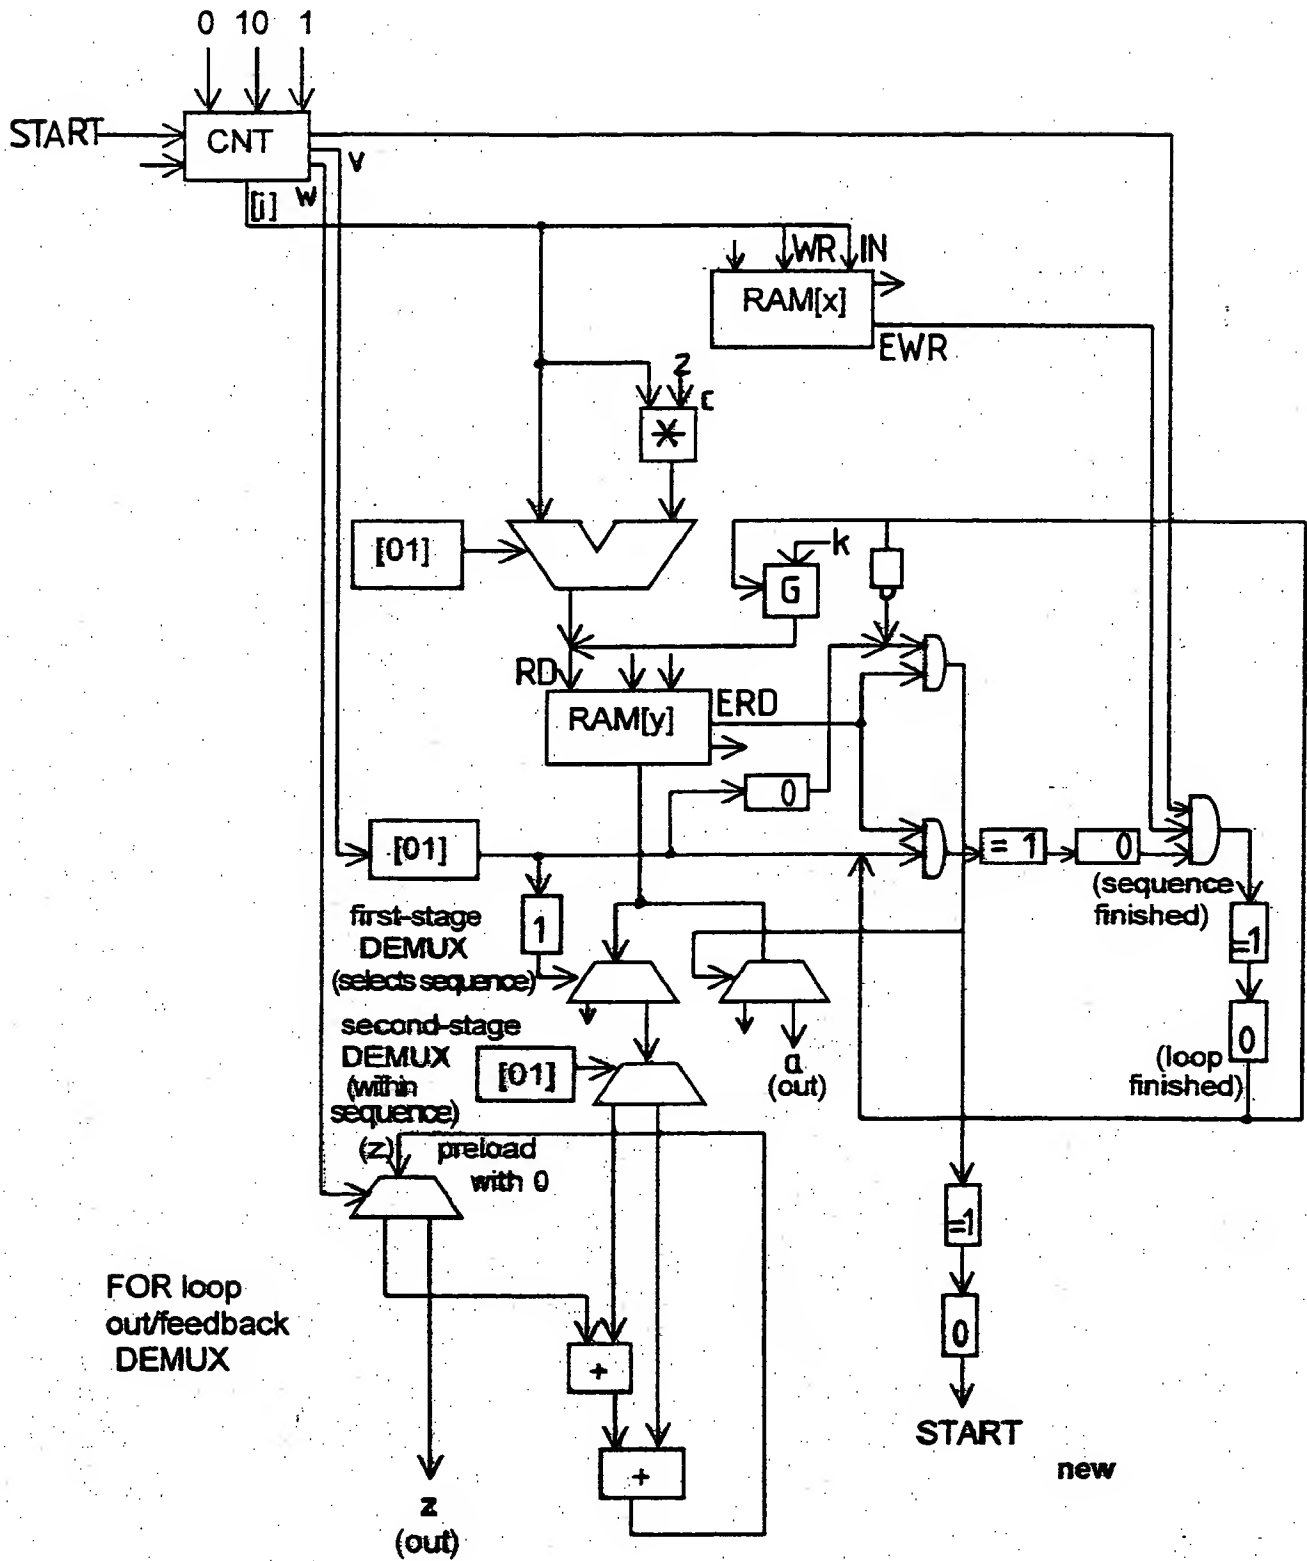 0 10 1
START
CNT
v
w
[j]
WR IN
RAM[x]
EWR
2
c
*
[01]
k
G
RD
ERD
RAM[y]
0
[01]
= 1
0
(sequence
finished)
first-stage
DEMUX
(selects sequence)
1
=1
second-stage
DEMUX
(within
sequence)
[01]
a
(out)
0
(loop
finished)
(z)
preload
with 0
=1
FOR loop
out/feedback
DEMUX
0
+
START
new
+
z
(out)